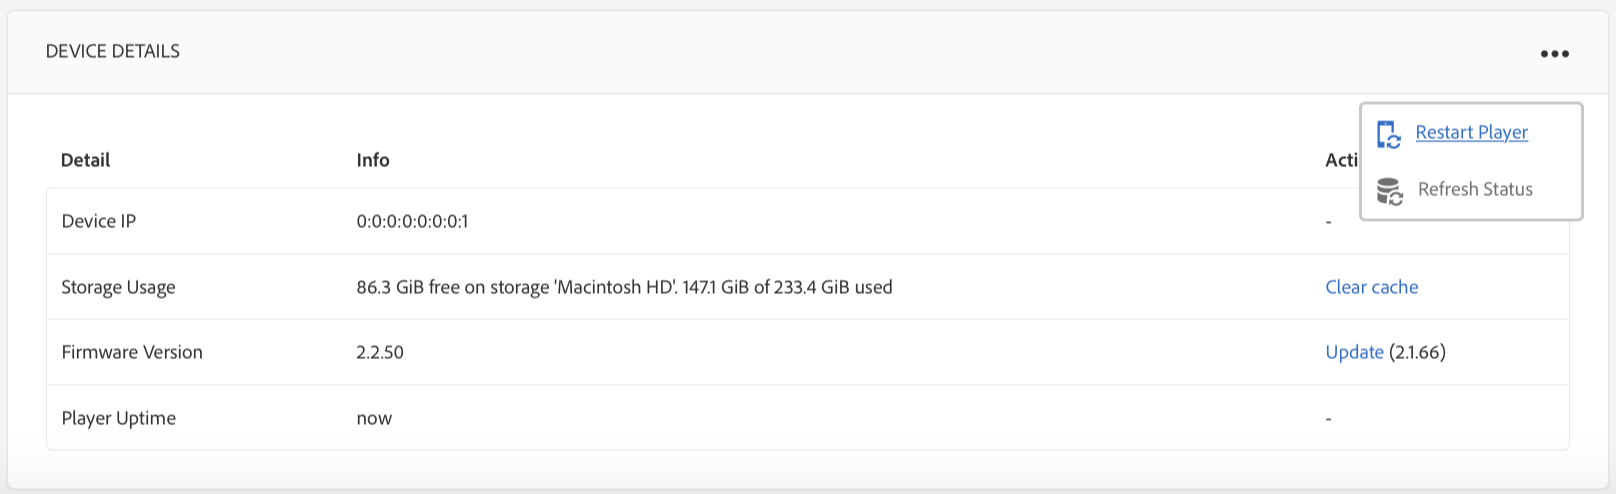 DEVICE DETAILS
Restart Player
Detail Info Acti
Refresh Status
Device IP 0:0:0:0:0:0:0:1 -
Storage Usage 86.3 GiB free on storage 'Macintosh HD'. 147.1 GiB of 233.4 GiB used Clear cache
Firmware Version 2.2.50 Update (2.1.66)
Player Uptime now -